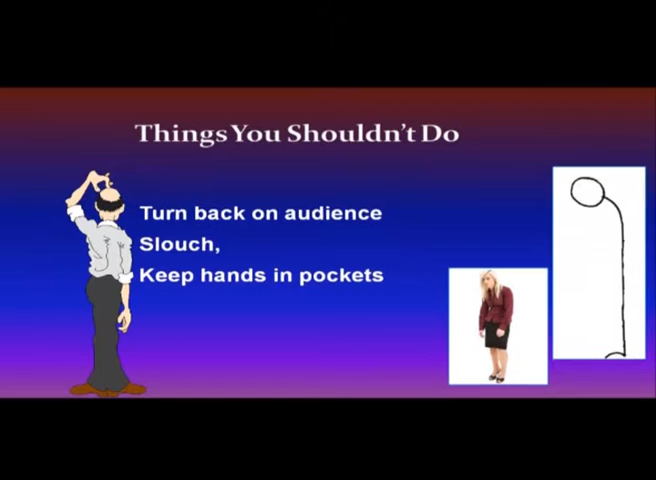 Things You Shouldn't Do
Turn back on audience
Slouch,
Keep hands in pockets